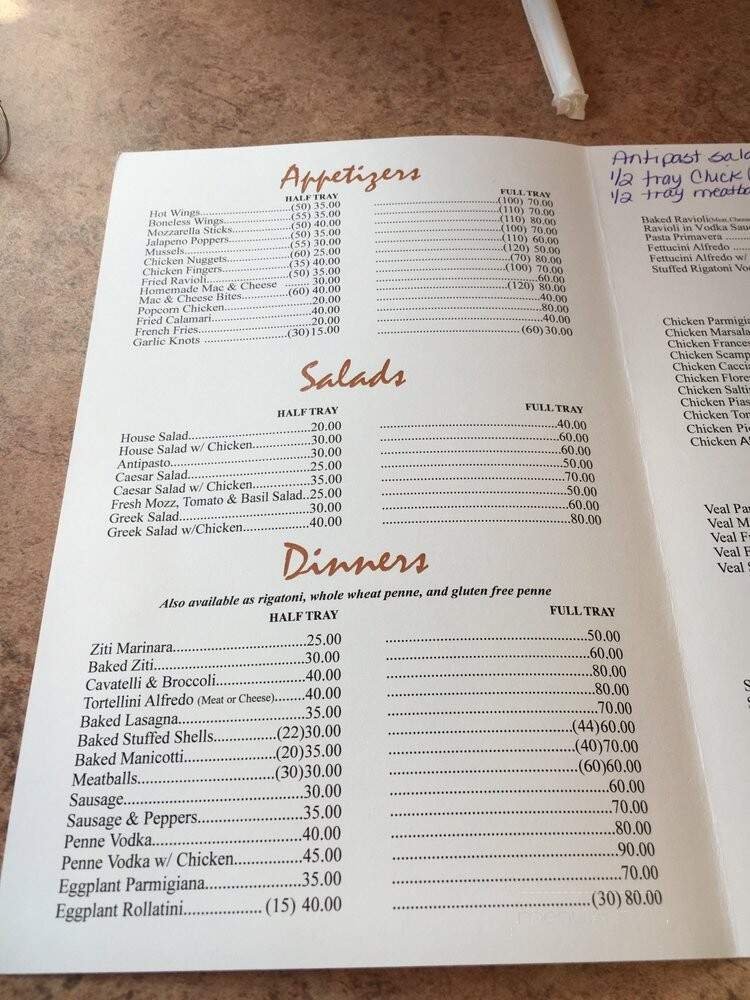 Appetizers
HALF TRAY FULL TRAY
Hot Wings......(50) 35.00 ......(100) 70.00
Boneless Wings......(55) 35.00 ......(110) 70.00
Mozzarella Sticks......(50) 40.00 ......(110) 80.00
Jalapeno Poppers......(50) 35.00 ......(100) 70.00
Mussels......(55) 30.00 ......(110) 60.00
Chicken Nuggets......(60) 25.00 ......(120) 50.00
Chicken Fingers......(35) 40.00 ......(70) 80.00
Fried Ravioli......(50) 35.00 ......(100) 70.00
Homemade Mac & Cheese ...... 30.00 ......60.00
Mac & Cheese Bites......(60) 40.00 ......(120) 80.00
Popcorn Chicken......20.00 ......40.00
Fried Calamari......40.00 ......80.00
French Fries......20.00 ......40.00
Garlic Knots ......(30)15.00 ......(60)30.00
Salads
HALF TRAY FULL TRAY
House Salad......20.00 ......40.00
House Salad w/ Chicken......30.00 ......60.00
Antipasto......30.00 ......60.00
Caesar Salad......25.00 ......50.00
Caesar Salad w/ Chicken......35.00 ......70.00
Fresh Mozz, Tomato & Basil Salad..25.00 ......50.00
Greek Salad......30.00 ......60.00
Greek Salad w/Chicken......40.00 ......80.00
Dinners
Also available as rigatoni, whole wheat penne, and gluten free penne
HALF TRAY FULL TRAY
Ziti Marinara......25.00 ......50.00
Baked Ziti......30.00 ......60.00
Cavatelli & Broccoli......40.00 ......80.00
Tortellini Alfredo (Meat or Cheese)......40.00 ......80.00
Baked Lasagna......35.00 ......70.00
Baked Stuffed Shells......(22)30.00 ......(44)60.00
Baked Manicotti......(20)35.00 ......(40)70.00
Meatballs......(30)30.00 ......(60)60.00
Sausage......30.00 ......60.00
Sausage & Peppers......35.00 ......70.00
Penne Vodka......40.00 ......80.00
Penne Vodka w/ Chicken......45.00 ......90.00
Eggplant Parmigiana......35.00 ......70.00
Eggplant Rollatini...... (15) 40.00 ......(30) 80.00
Antipast
1/2 tray
1/2 tray
Baked Ravioli(Meat,
Ravioli in Vodka
Pasta Primavera ......
Fettucini Alfredo ......
Fettucini Alfredo w/
Stuffed Rigatoni
Chicken
Chicken Marsala
Chicken
Chicken
Chicken
Chicken
Chicken
Chicken
Chicken
Chicken
Chicken
Veal
Veal
Veal
Veal
Veal